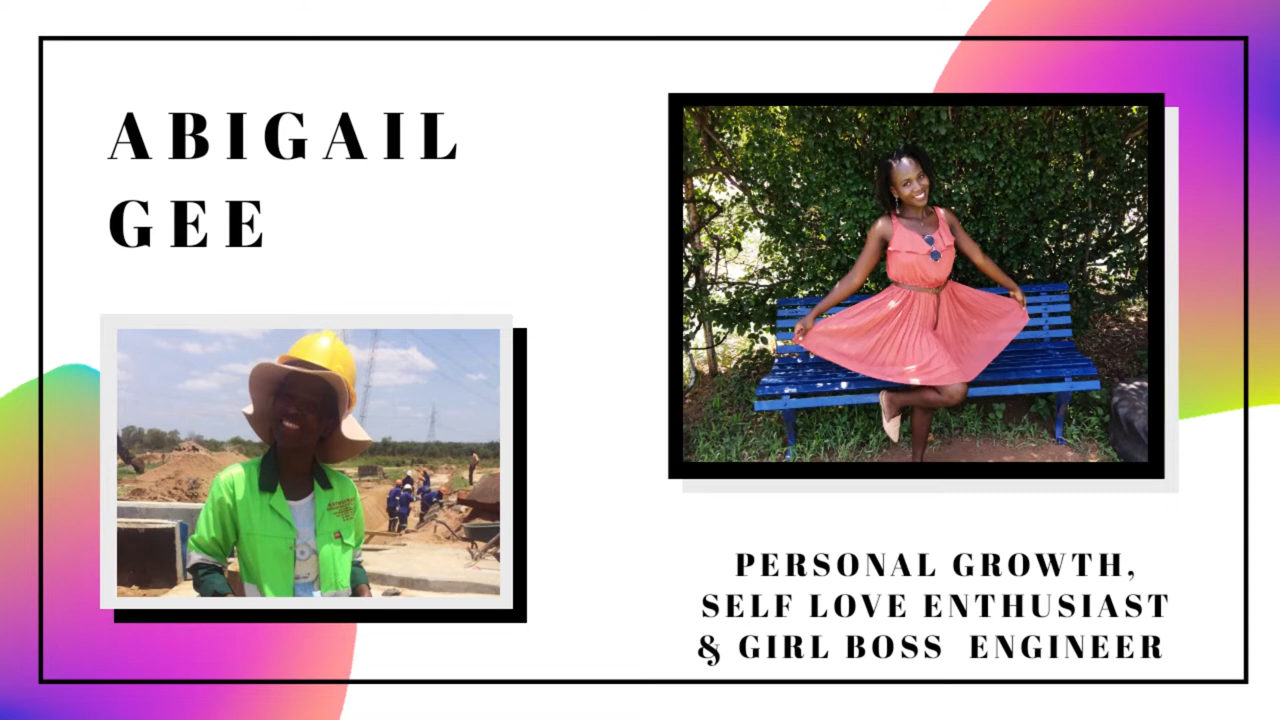 ABIGAIL
GEE
PERSONAL GROWTH,
SELF LOVE ENTHUSIAST
& GIRL BOSS ENGINEER